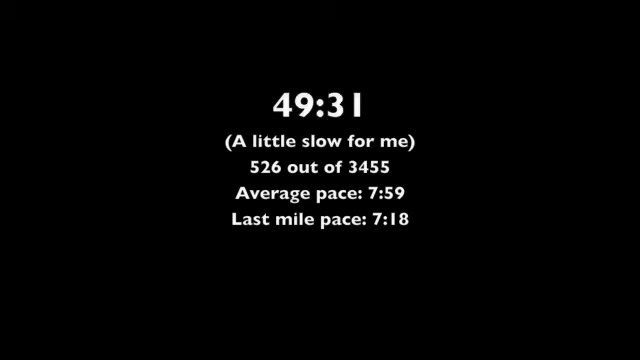 49:31
(A little slow for me)
526 out of 3455
Average pace: 7:59
Last mile pace: 7:18